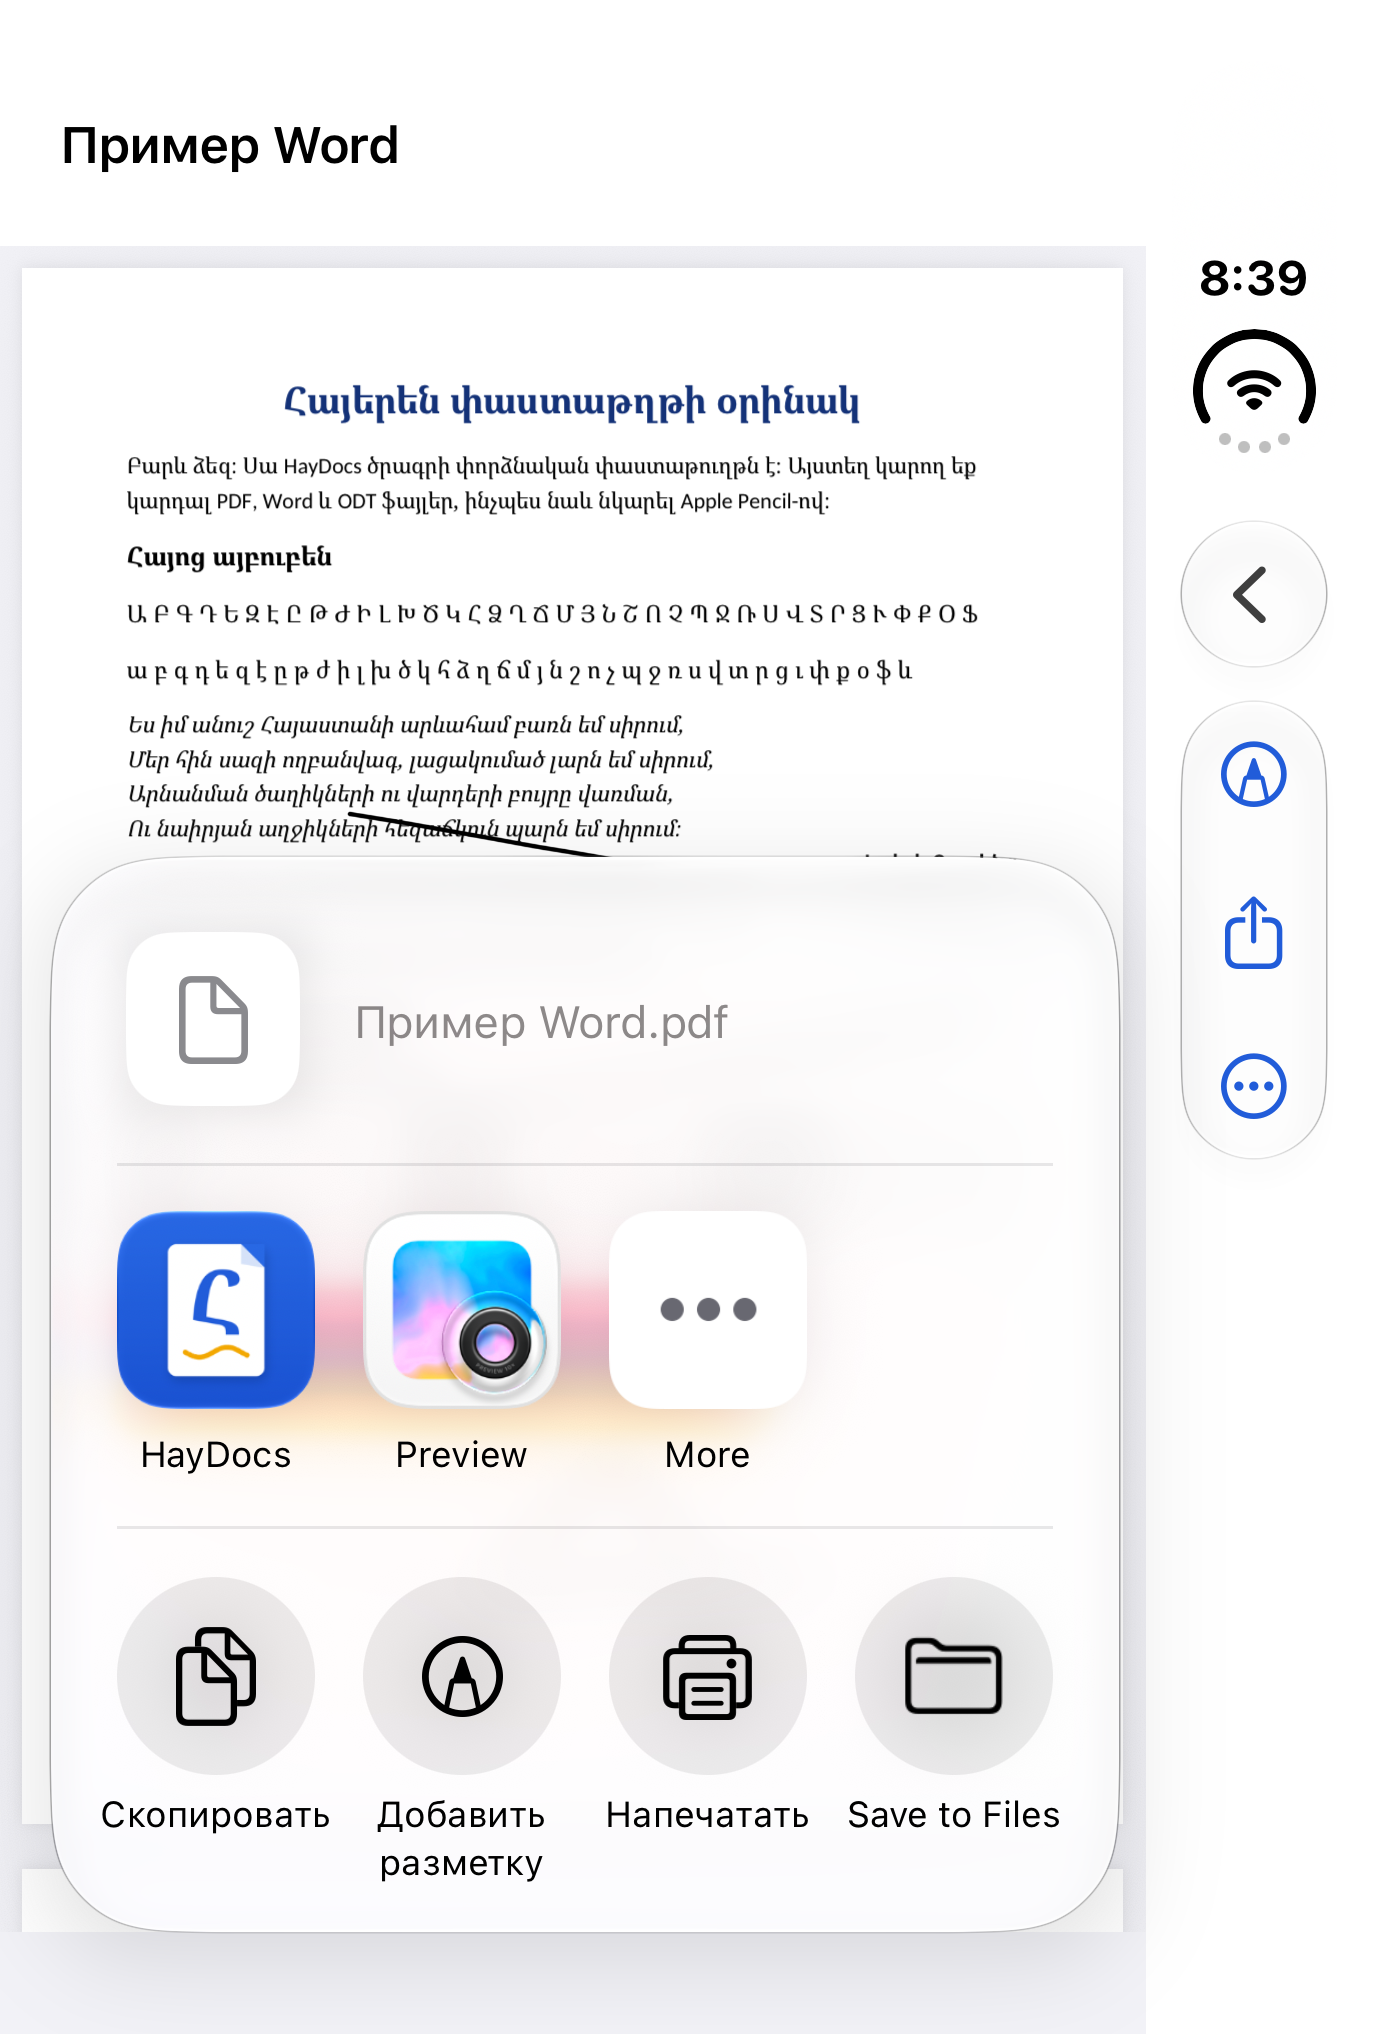 Пример Word
8:39
Հայերեն փաստաթղթի օրինակ
Բարև ձեզ: Սա HayDocs ծրագրի փորձնական փաստաթուղթն է: Այստեղ կարող եք
կարդալ PDF, Word և ODT ֆայլեր, ինչպես նաև նկարել Apple Pencil-ով:
Հայոց այբուբեն
Ա Բ Գ Դ Ե Զ Է Ը Թ Ժ Ի Լ Խ Ծ Կ Հ Ձ Ղ Ճ Մ Յ Ն Շ Ո Չ Պ Ջ Ռ Ս Վ Տ Ր Ց Ւ Փ Ք Օ Ֆ
ա բ գ դ ե զ է ը թ ժ ի լ խ ծ կ հ ձ ղ ճ մ յ ն շ ո չ պ ջ ռ ս վ տ ր ց ւ փ ք օ ֆ և
Ես իմ անուշ Հայաստանի արևահամ բառն եմ սիրում,
Մեր հին սազի ողբանվագ, լացակումած լարն եմ սիրում,
Արնանման ծաղիկների ու վարդերի բույրը վառման,
Ու նաիրյան աղջիկների հեզաճկուն պարն եմ սիրում:
Пример Word.pdf
HayDocs
Preview
More
Скопировать
Добавить
разметку
Напечатать
Save to Files